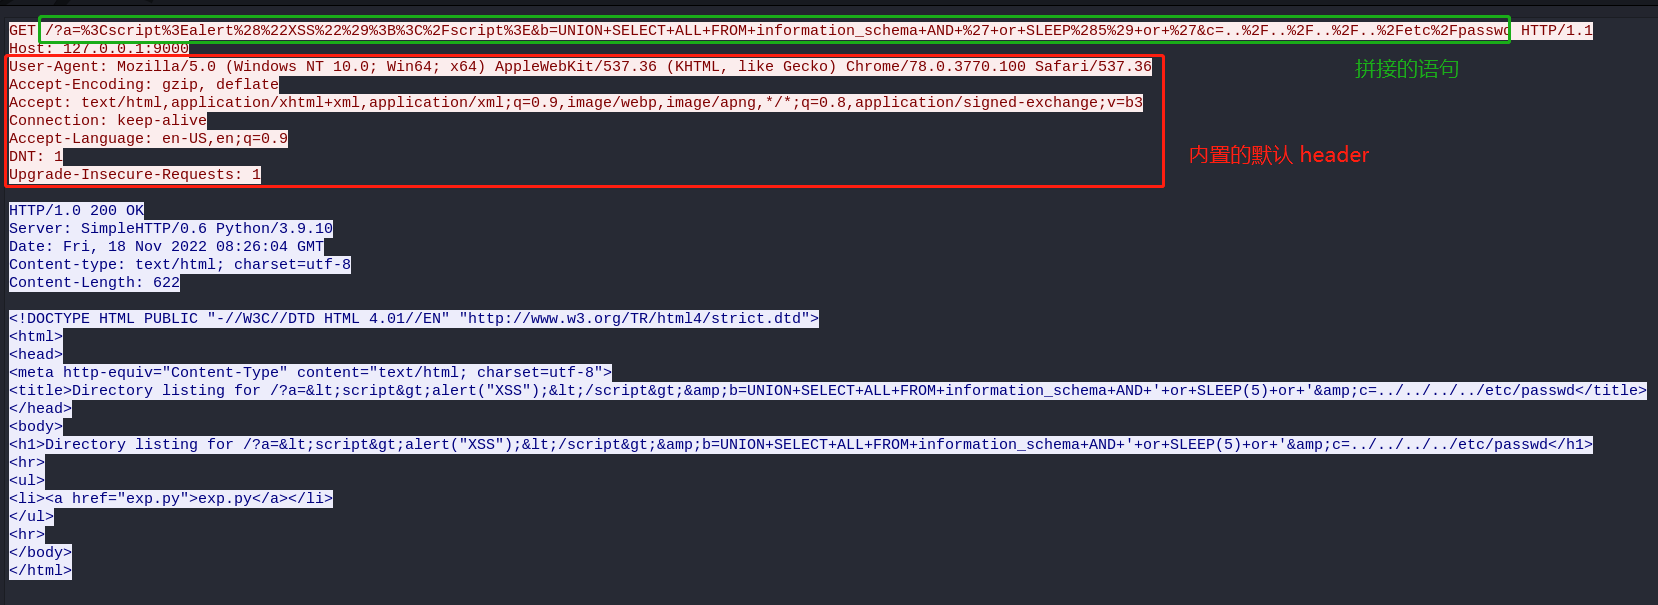 GET /?a=%3Cscript%3Ealert%28%22XSS%22%29%3B%3C%2Fscript%3E&b=UNION+SELECT+ALL+FROM+information_schema+AND+%27+or+SLEEP%285%29+or+%27&c=..%2F..%2F..%2F..%2Fetc%2Fpasswd HTTP/1.1
Host: 127.0.0.1:9000
User-Agent: Mozilla/5.0 (Windows NT 10.0; Win64; x64) AppleWebKit/537.36 (KHTML, like Gecko) Chrome/78.0.3770.100 Safari/537.36
拼接的语句
Accept-Encoding: gzip, deflate
Accept: text/html,application/xhtml+xml,application/xml;q=0.9,image/webp,image/apng,*/*;q=0.8,application/signed-exchange;v=b3
Connection: keep-alive
Accept-Language: en-US,en;q=0.9
DNT: 1
内置的默认 header
Upgrade-Insecure-Requests: 1
HTTP/1.0 200 OK
Server: SimpleHTTP/0.6 Python/3.9.10
Date: Fri, 18 Nov 2022 08:26:04 GMT
Content-type: text/html; charset=utf-8
Content-Length: 622
<!DOCTYPE HTML PUBLIC "-//W3C//DTD HTML 4.01//EN" "http://www.w3.org/TR/html4/strict.dtd">
<html>
<head>
<meta http-equiv="Content-Type" content="text/html; charset=utf-8">
<title>Directory listing for /?a=&lt;script&gt;alert("XSS");&lt;/script&gt;&amp;b=UNION+SELECT+ALL+FROM+information_schema+AND+'+or+SLEEP(5)+or+'&amp;c=../../../../etc/passwd</title>
</head>
<body>
<h1>Directory listing for /?a=&lt;script&gt;alert("XSS");&lt;/script&gt;&amp;b=UNION+SELECT+ALL+FROM+information_schema+AND+'+or+SLEEP(5)+or+'&amp;c=../../../../etc/passwd</h1>
<hr>
<ul>
<li><a href="exp.py">exp.py</a></li>
</ul>
<hr>
</body>
</html>